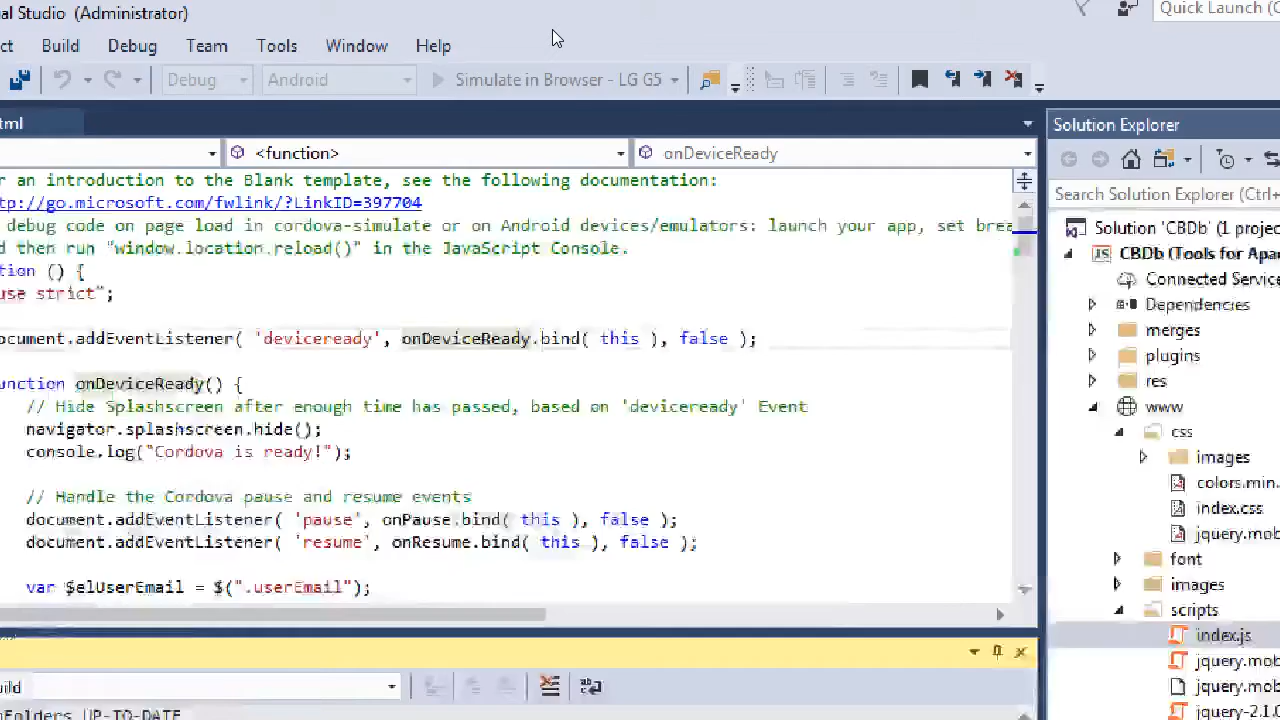 al Studio (Administrator)
Quick Launch (C
ct Build Debug Team Tools Window Help
Debug Android Simulate in Browser - LG G5
tml
Solution Explorer
<function> onDeviceReady
r an introduction to the Blank template, see the following documentation:
tp://go.microsoft.com/fwlink/?LinkID=397704
debug code on page load in cordova-simulate or on Android devices/emulators: launch your app, set brea
d then run "window.location.reload()" in the JavaScript Console.
tion () {
use strict";
ocument.addEventListener( 'deviceready', onDeviceReady.bind( this ), false );
unction onDeviceReady() {
// Hide Splashscreen after enough time has passed, based on 'deviceready' Event
navigator.splashscreen.hide();
console.log("Cordova is ready!");
// Handle the Cordova pause and resume events
document.addEventListener( 'pause', onPause.bind( this ), false );
document.addEventListener( 'resume', onResume.bind( this ), false );
var $elUserEmail = $(".userEmail");
Search Solution Explorer (Ctrl+
Solution 'CBDb' (1 projec
JS CBDb (Tools for Apa
Connected Service
Dependencies
merges
plugins
res
www
css
images
colors.min.
index.css
jquery.mob
font
images
scripts
index.js
jquery.mob
jquery.mob
jquery-2.1.0
uild
nFolders UP-TO-DATE